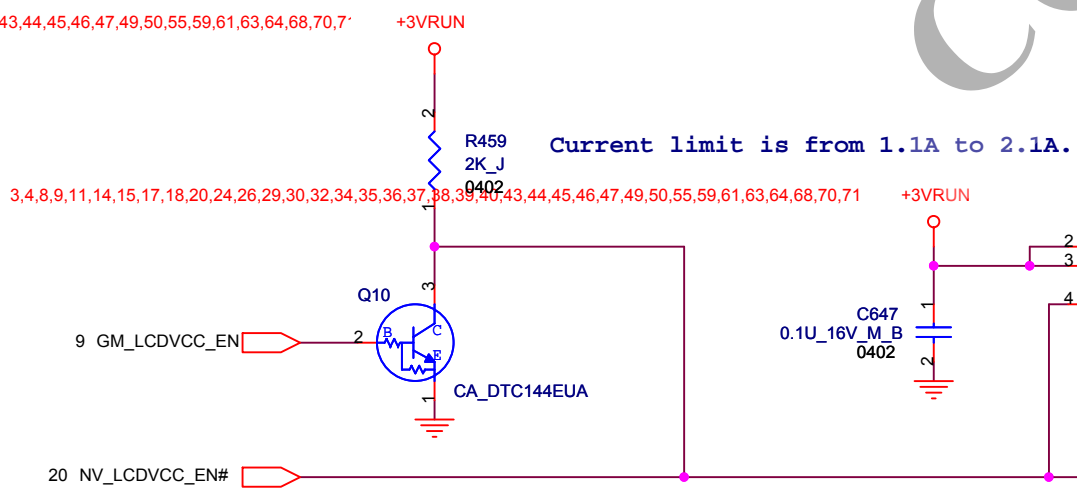 43,44,45,46,47,49,50,55,59,61,63,64,68,70,71
+3VRUN
2
R459
2K_J
0402
Current limit is from 1.1A to 2.1A.
3,4,8,9,11,14,15,17,18,20,24,26,29,30,32,34,35,36,37,38,39,40,43,44,45,46,47,49,50,55,59,61,63,64,68,70,71
+3VRUN
1
2
3
4
3
Q10
9 GM_LCDVCC_EN
2
B
C
E
1
CA_DTC144EUA
1
C647
0.1U_16V_M_B
0402
2
20 NV_LCDVCC_EN#